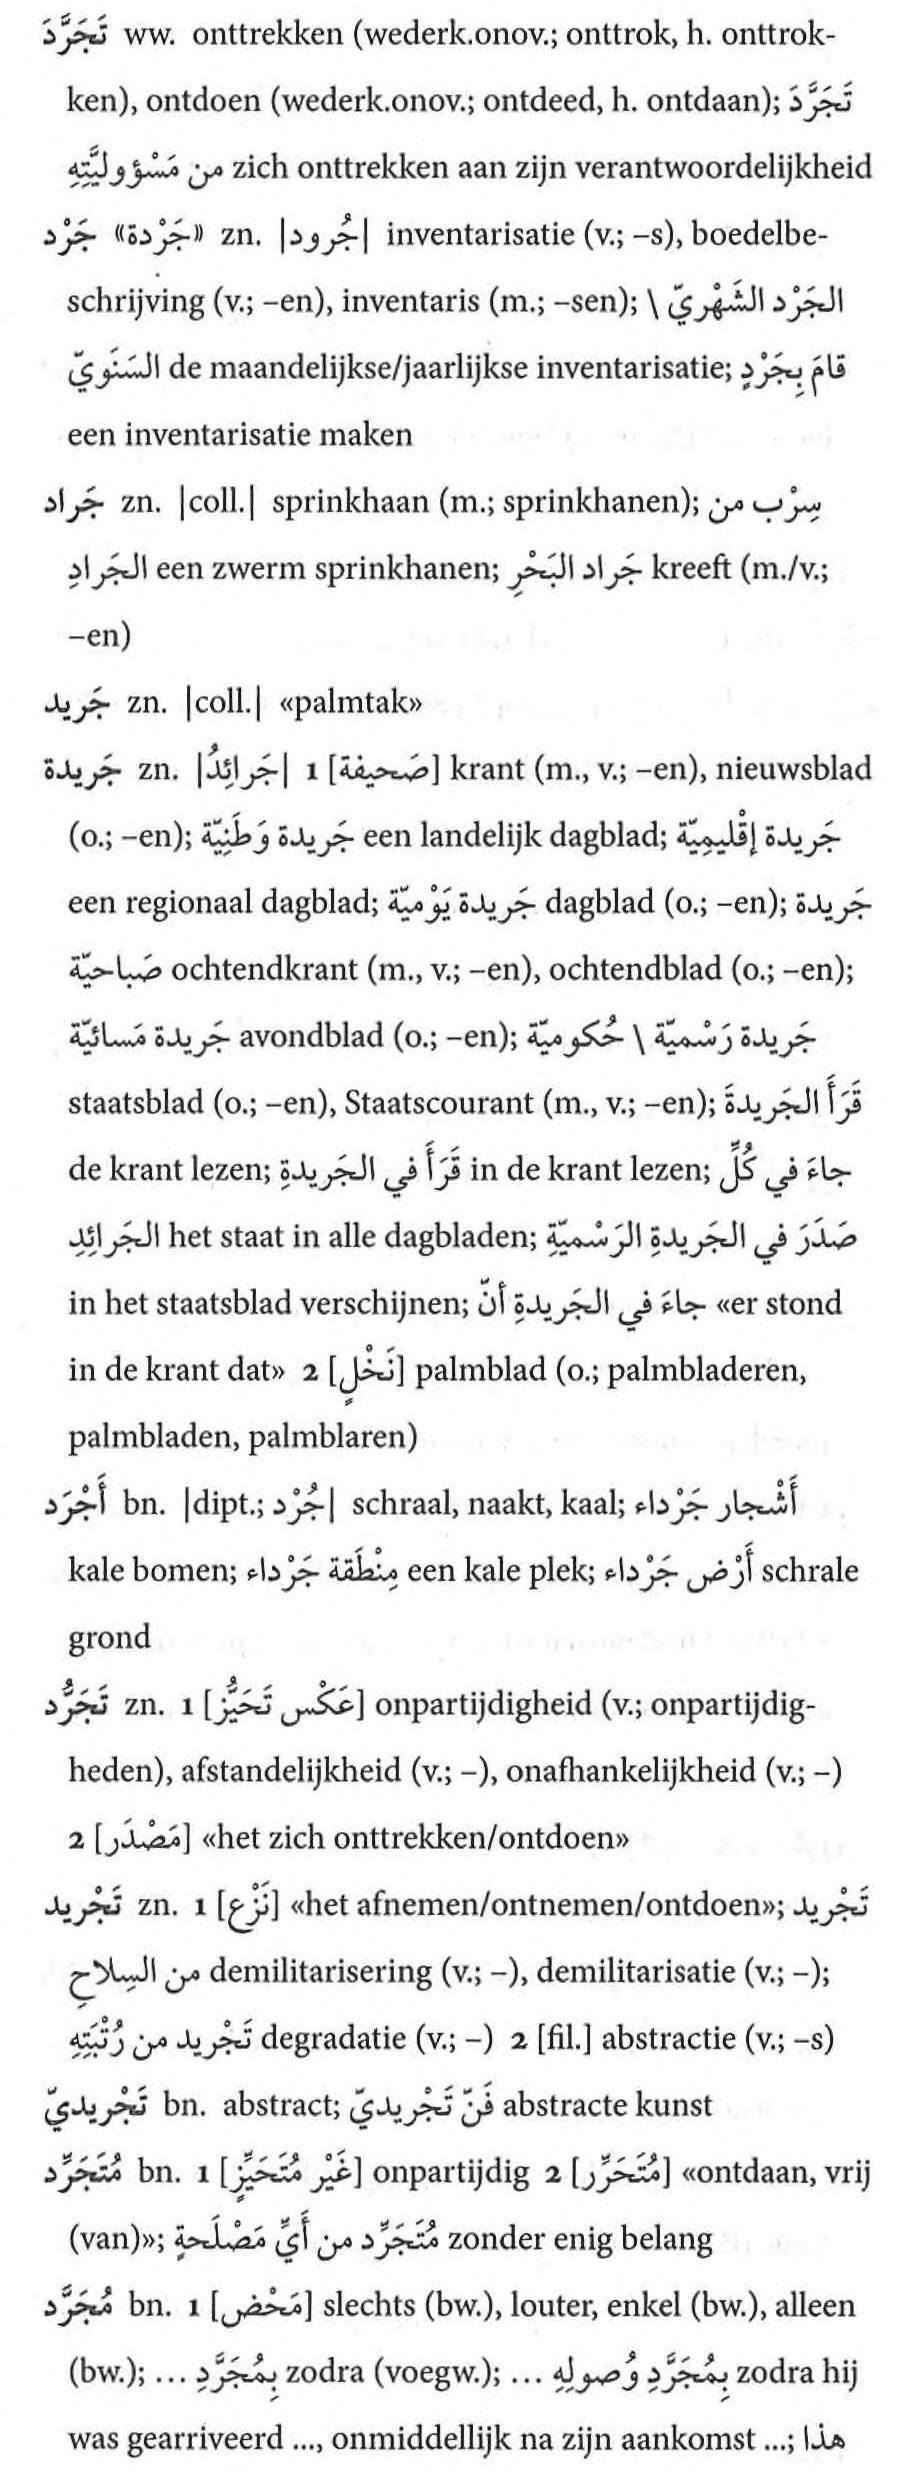 تَجَرَّدَ ww. onttrekken (wederk.onov.; onttrok, h. onttrok-
ken), ontdoen (wederk.onov.; ontdeed, h. ontdaan); تَجَرَّدَ
من مَسْؤوليَّتِهِ zich onttrekken aan zijn verantwoordelijkheid
جَرْد «جَرْدة» zn. |جُرود| inventarisatie (v.; –s), boedelbe-
schrijving (v.; –en), inventaris (m.; –sen); الجَرْد الشَهْريّ \
السَنَويّ de maandelijkse/jaarlijkse inventarisatie; قامَ بِجَرْدٍ
een inventarisatie maken
جَراد zn. |coll.| sprinkhaan (m.; sprinkhanen); سِرْب من
الجَرادِ een zwerm sprinkhanen; جَراد البَحْرِ kreeft (m./v.;
–en)
جَريد zn. |coll.| «palmtak»
جَريدة zn. |جَرائِدُ| 1 [صَحيفة] krant (m., v.; –en), nieuwsblad
(o.; –en); جَريدة وَطَنِيّة een landelijk dagblad; جَريدة إقْليمِيّة
een regionaal dagblad; جَريدة يَوْميّة dagblad (o.; –en); جَريدة
صَباحيّة ochtendkrant (m., v.; –en), ochtendblad (o.; –en);
جَريدة مَسائيّة avondblad (o.; –en); جَريدة رَسْميّة \ حُكوميّة
staatsblad (o.; –en), Staatscourant (m., v.; –en); قَرَأَ الجَريدةَ
de krant lezen; قَرَأَ في الجَريدةِ in de krant lezen; جاءَ في كُلِّ
الجَرائِدِ het staat in alle dagbladen; صَدَرَ في الجَريدةِ الرَسْميّةِ
in het staatsblad verschijnen; جاءَ في الجَريدةِ أنّ «er stond
in de krant dat» 2 [نَخْلٍ] palmblad (o.; palmbladeren,
palmbladen, palmblaren)
أَجْرَد bn. |dipt.; جُرْد| schraal, naakt, kaal; أَشْجار جَرْداء
kale bomen; مِنْطَقة جَرْداء een kale plek; أَرْض جَرْداء schrale
grond
تَجَرُّد zn. 1 [عَكْس تَحَيُّز] onpartijdigheid (v.; onpartijdig-
heden), afstandelijkheid (v.; –), onafhankelijkheid (v.; –)
2 [مَصْدَر] «het zich onttrekken/ontdoen»
تَجْريد zn. 1 [نَزْع] «het afnemen/ontnemen/ontdoen»; تَجْريد
من السِلاحِ demilitarisering (v.; –), demilitarisatie (v.; –);
تَجْريد من رُتْبَتِهِ degradatie (v.; –) 2 [fil.] abstractie (v.; –s)
تَجْريديّ bn. abstract; فَنّ تَجْريديّ abstracte kunst
مُتَجَرِّد bn. 1 [غَيْر مُتَحَيِّزٍ] onpartijdig 2 [مُتَحَرِّر] «ontdaan, vrij
(van)»; مُتَجَرِّد من أَيِّ مَصْلَحةٍ zonder enig belang
مُجَرَّد bn. 1 [مَحْض] slechts (bw.), louter, enkel (bw.), alleen
(bw.); بِمُجَرَّدِ ... zodra (voegw.); بِمُجَرَّدِ وُصولِهِ ... zodra hij
was gearriveerd ..., onmiddellijk na zijn aankomst ...; هذا